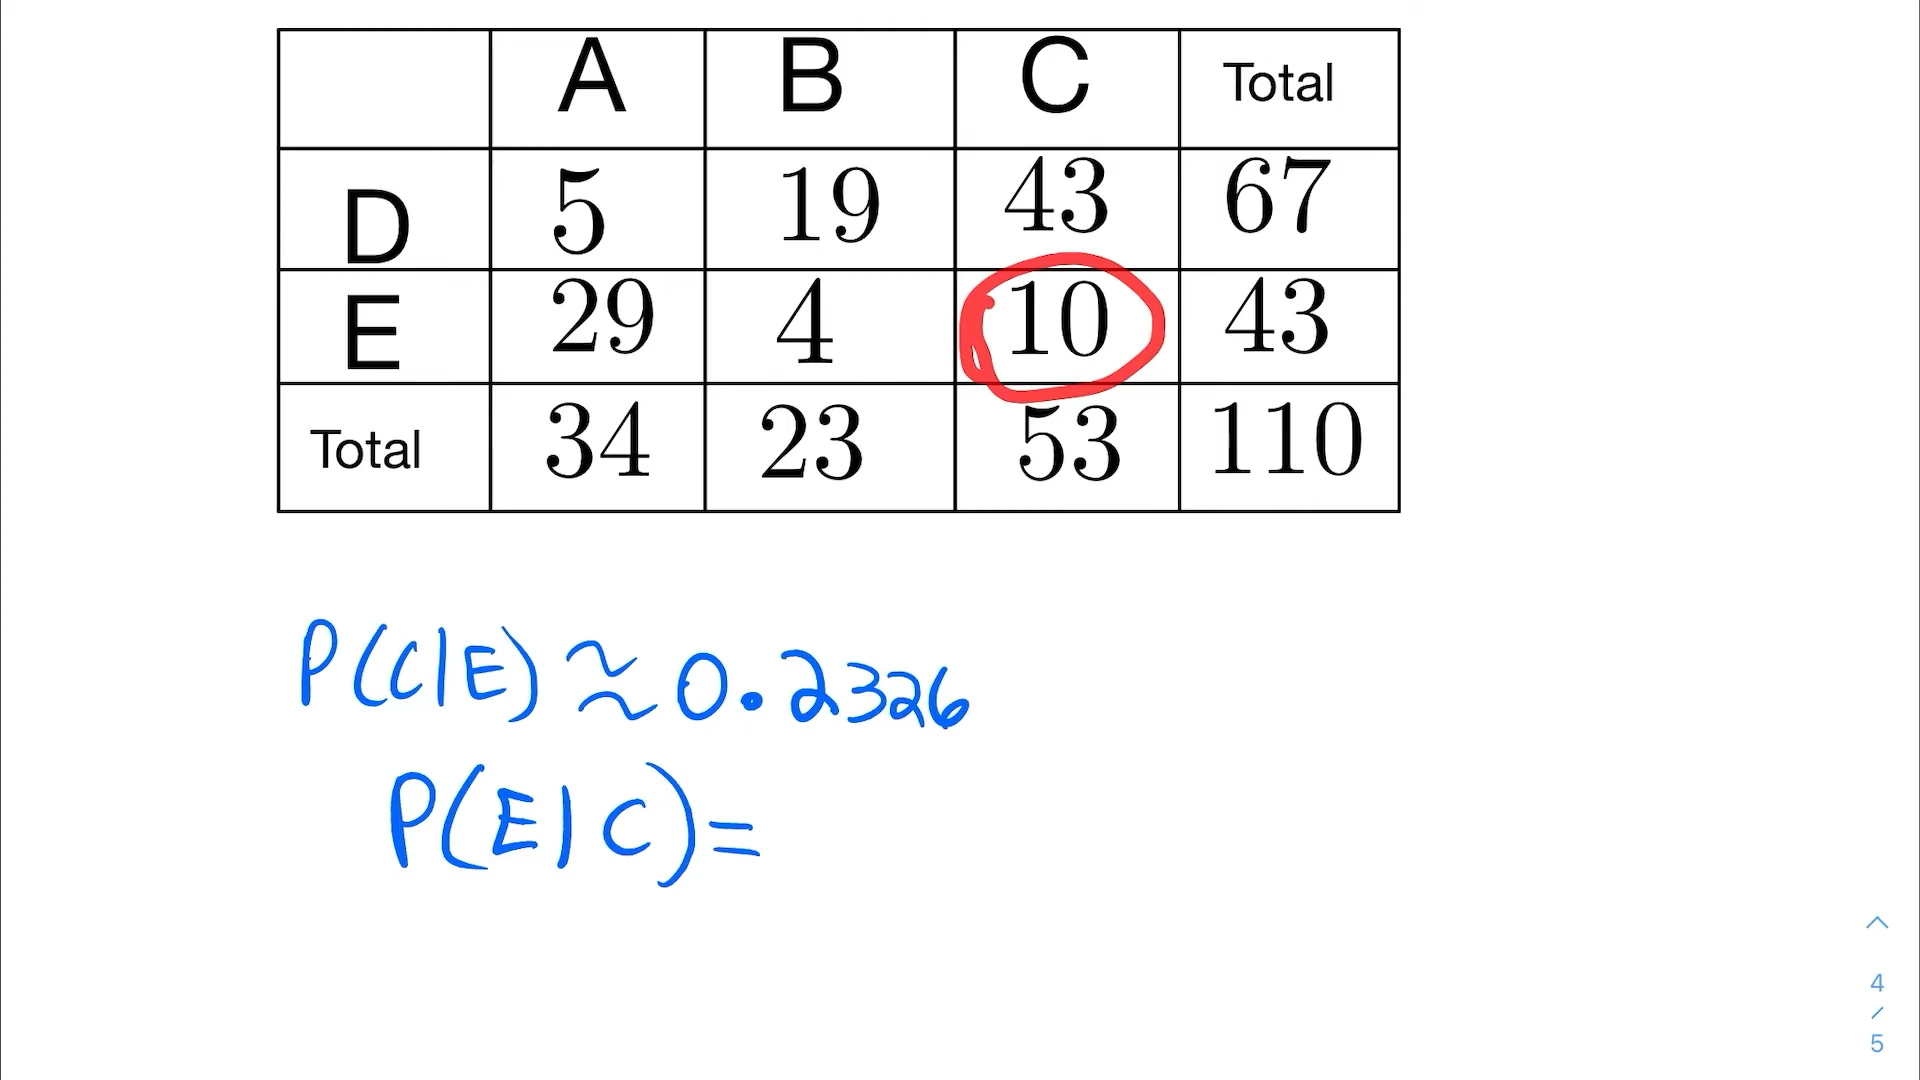 A B C Total
D 5 19 43 67
E 29 4 10 43
Total 34 23 53 110
P(C|E) ≈ 0.2326
P(E|C)=
4
/
5